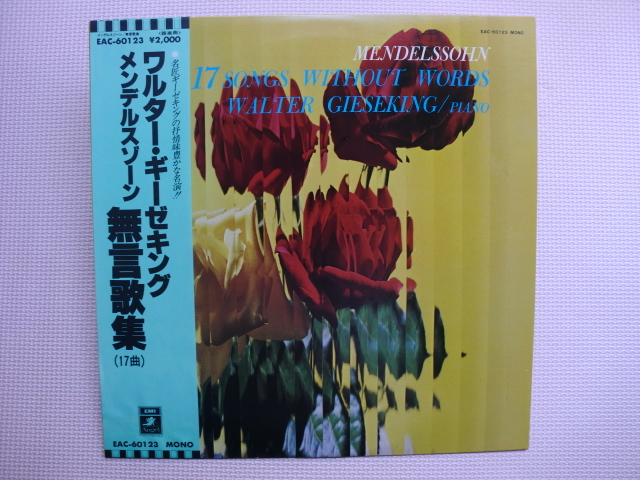 EAC-60123 ¥2,000
ワルター・ギーゼキング
メンデルスゾーン
無言歌集
(17曲)
●名匠ギーゼキングの抒情味豊かな名演!!
EMI
Angel
EAC-60123 MONO
EAC-60123 MONO
MENDELSSOHN
17 SONGS WITHOUT WORDS
WALTER GIESEKING/PIANO